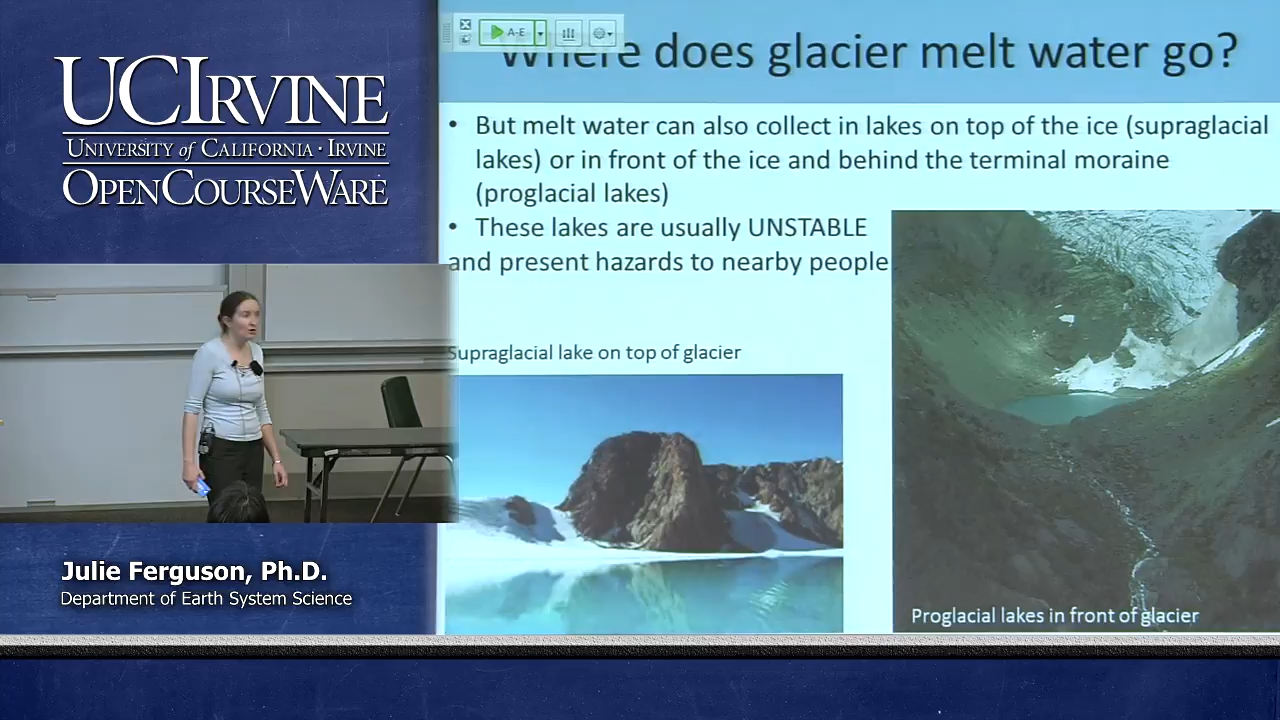 UCIRVINE
UNIVERSITY of CALIFORNIA · IRVINE
OPENCOURSEWARE
A-E
Where does glacier melt water go?
• But melt water can also collect in lakes on top of the ice (supraglacial
lakes) or in front of the ice and behind the terminal moraine
(proglacial lakes)
• These lakes are usually UNSTABLE
and present hazards to nearby people
Supraglacial lake on top of glacier
Proglacial lakes in front of glacier
Julie Ferguson, Ph.D.
Department of Earth System Science